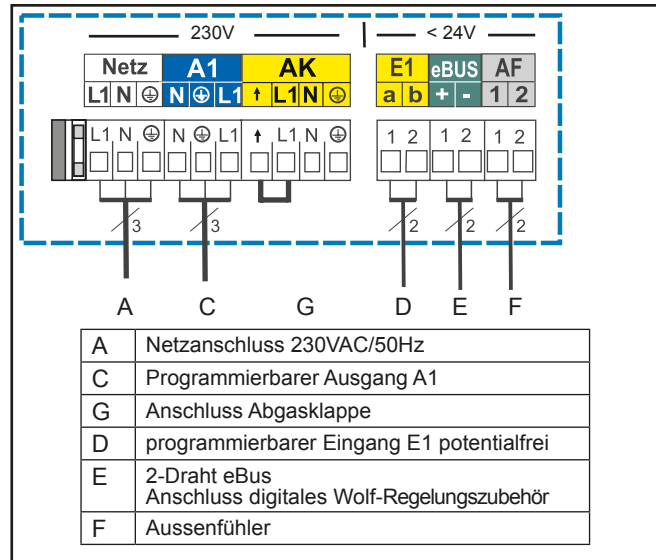 230V < 24V
Netz A1 AK E1 eBUS AF
L1 N ⏚ N ⏚ L1 ↑ L1 N ⏚ a b + - 1 2
L1 N ⏚ N ⏚ L1 ↑ L1 N ⏚ 1 2 1 2 1 2
3 3 2 2 2
A C G D E F
A Netzanschluss 230VAC/50Hz
C Programmierbarer Ausgang A1
G Anschluss Abgasklappe
D programmierbarer Eingang E1 potentialfrei
E 2-Draht eBus
Anschluss digitales Wolf-Regelungszubehör
F Aussenfühler